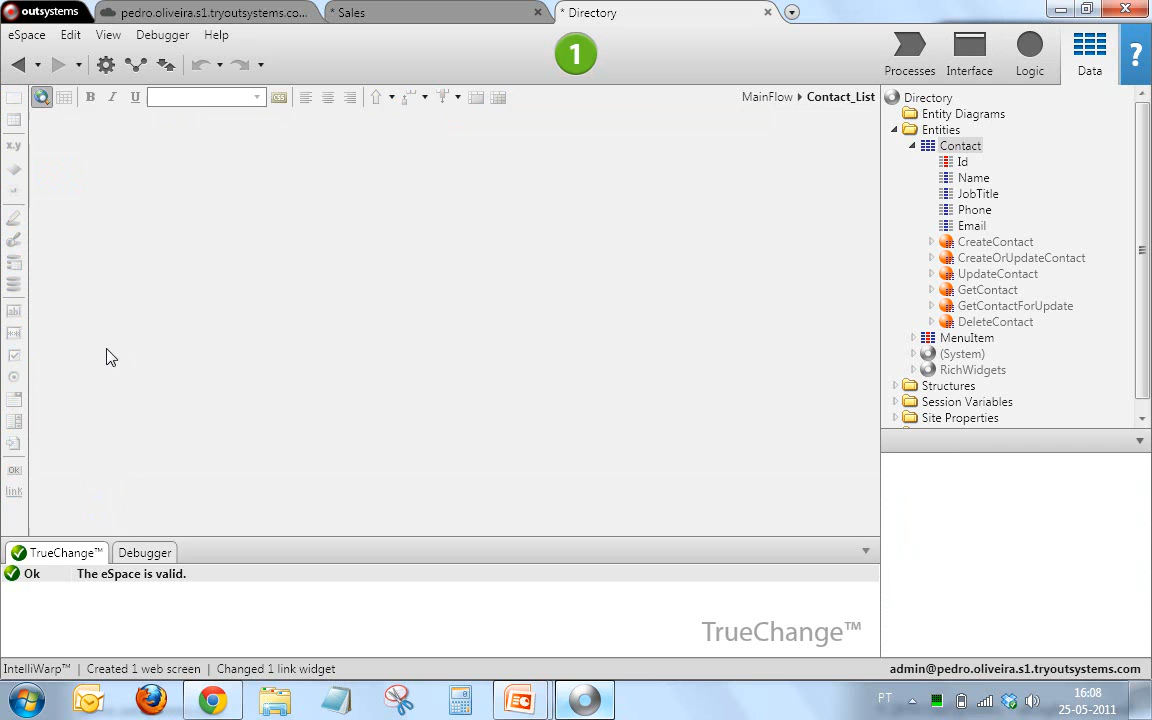 outsystems
pedro.oliveira.s1.tryoutsystems.co...
* Sales
* Directory
eSpace Edit View Debugger Help
1
Processes
Interface
Logic
Data
?
B I U
MainFlow Contact_List
x.y
abl
OK
link
Directory
Entity Diagrams
Entities
Contact
Id
Name
JobTitle
Phone
Email
CreateContact
CreateOrUpdateContact
UpdateContact
GetContact
GetContactForUpdate
DeleteContact
MenuItem
(System)
RichWidgets
Structures
Session Variables
Site Properties
TrueChange™
Debugger
Ok The eSpace is valid.
TrueChange™
IntelliWarp™ | Created 1 web screen | Changed 1 link widget
admin@pedro.oliveira.s1.tryoutsystems.com
PT
16:08
25-05-2011